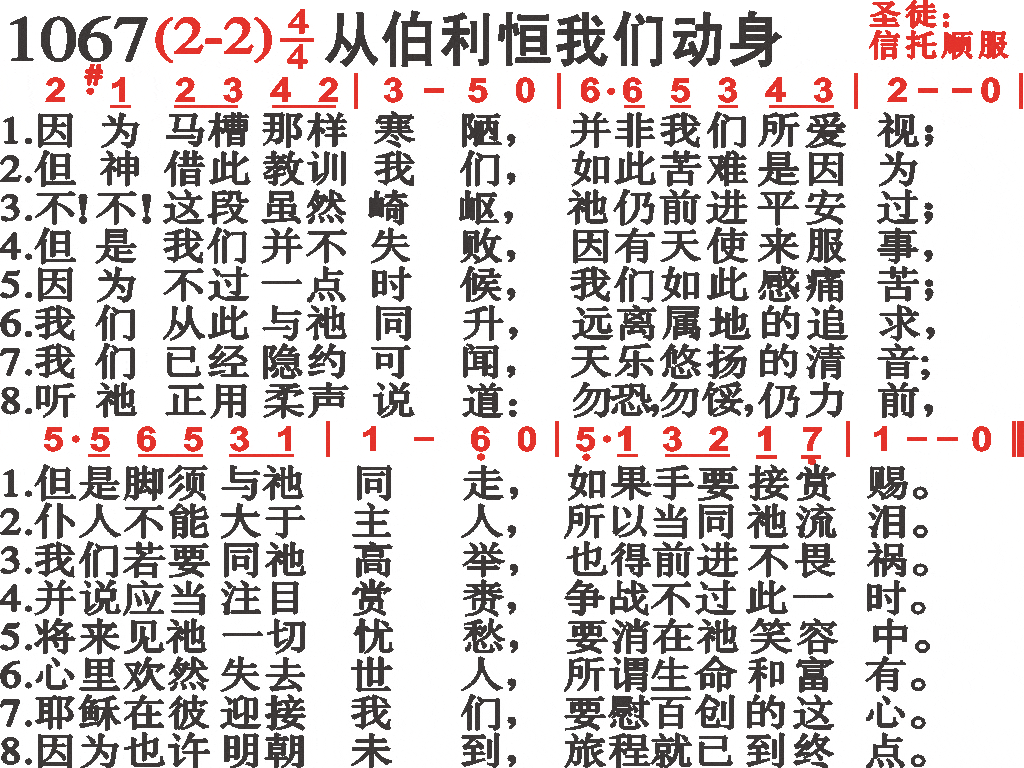 1067(2-2) 4/4 从伯利恒我们动身
圣徒:
信托顺服
2·#1 2 3 4 2 | 3 - 5 0 | 6·6 5 3 4 3 | 2 - - 0 |
1.因为马槽那样寒陋，并非我们所爱视；
2.但神借此教训我们，如此苦难是因为
3.不!不!这段虽然崎岖，祂仍前进平安过；
4.但是我们并不失败，因有天使来服事，
5.因为不过一点时候，我们如此感痛苦；
6.我们从此与祂同升，远离属地的追求，
7.我们已经隐约可闻，天乐悠扬的清音；
8.听祂正用柔声说道：勿恐，勿馁，仍力前，
5·5 6 5 3 1 | 1 - 6 0 | 5·1 3 2 1 7 | 1 - - 0 ‖
1.但是脚须与祂同走，如果手要接赏赐。
2.仆人不能大于主人，所以当同祂流泪。
3.我们若要同祂高举，也得前进不畏祸。
4.并说应当注目赏赉，争战不过此一时。
5.将来见祂一切忧愁，要消在祂笑容中。
6.心里欢然失去世人，所谓生命和富有。
7.耶稣在彼迎接我们，要慰百创的这心。
8.因为也许明朝未到，旅程就已到终点。